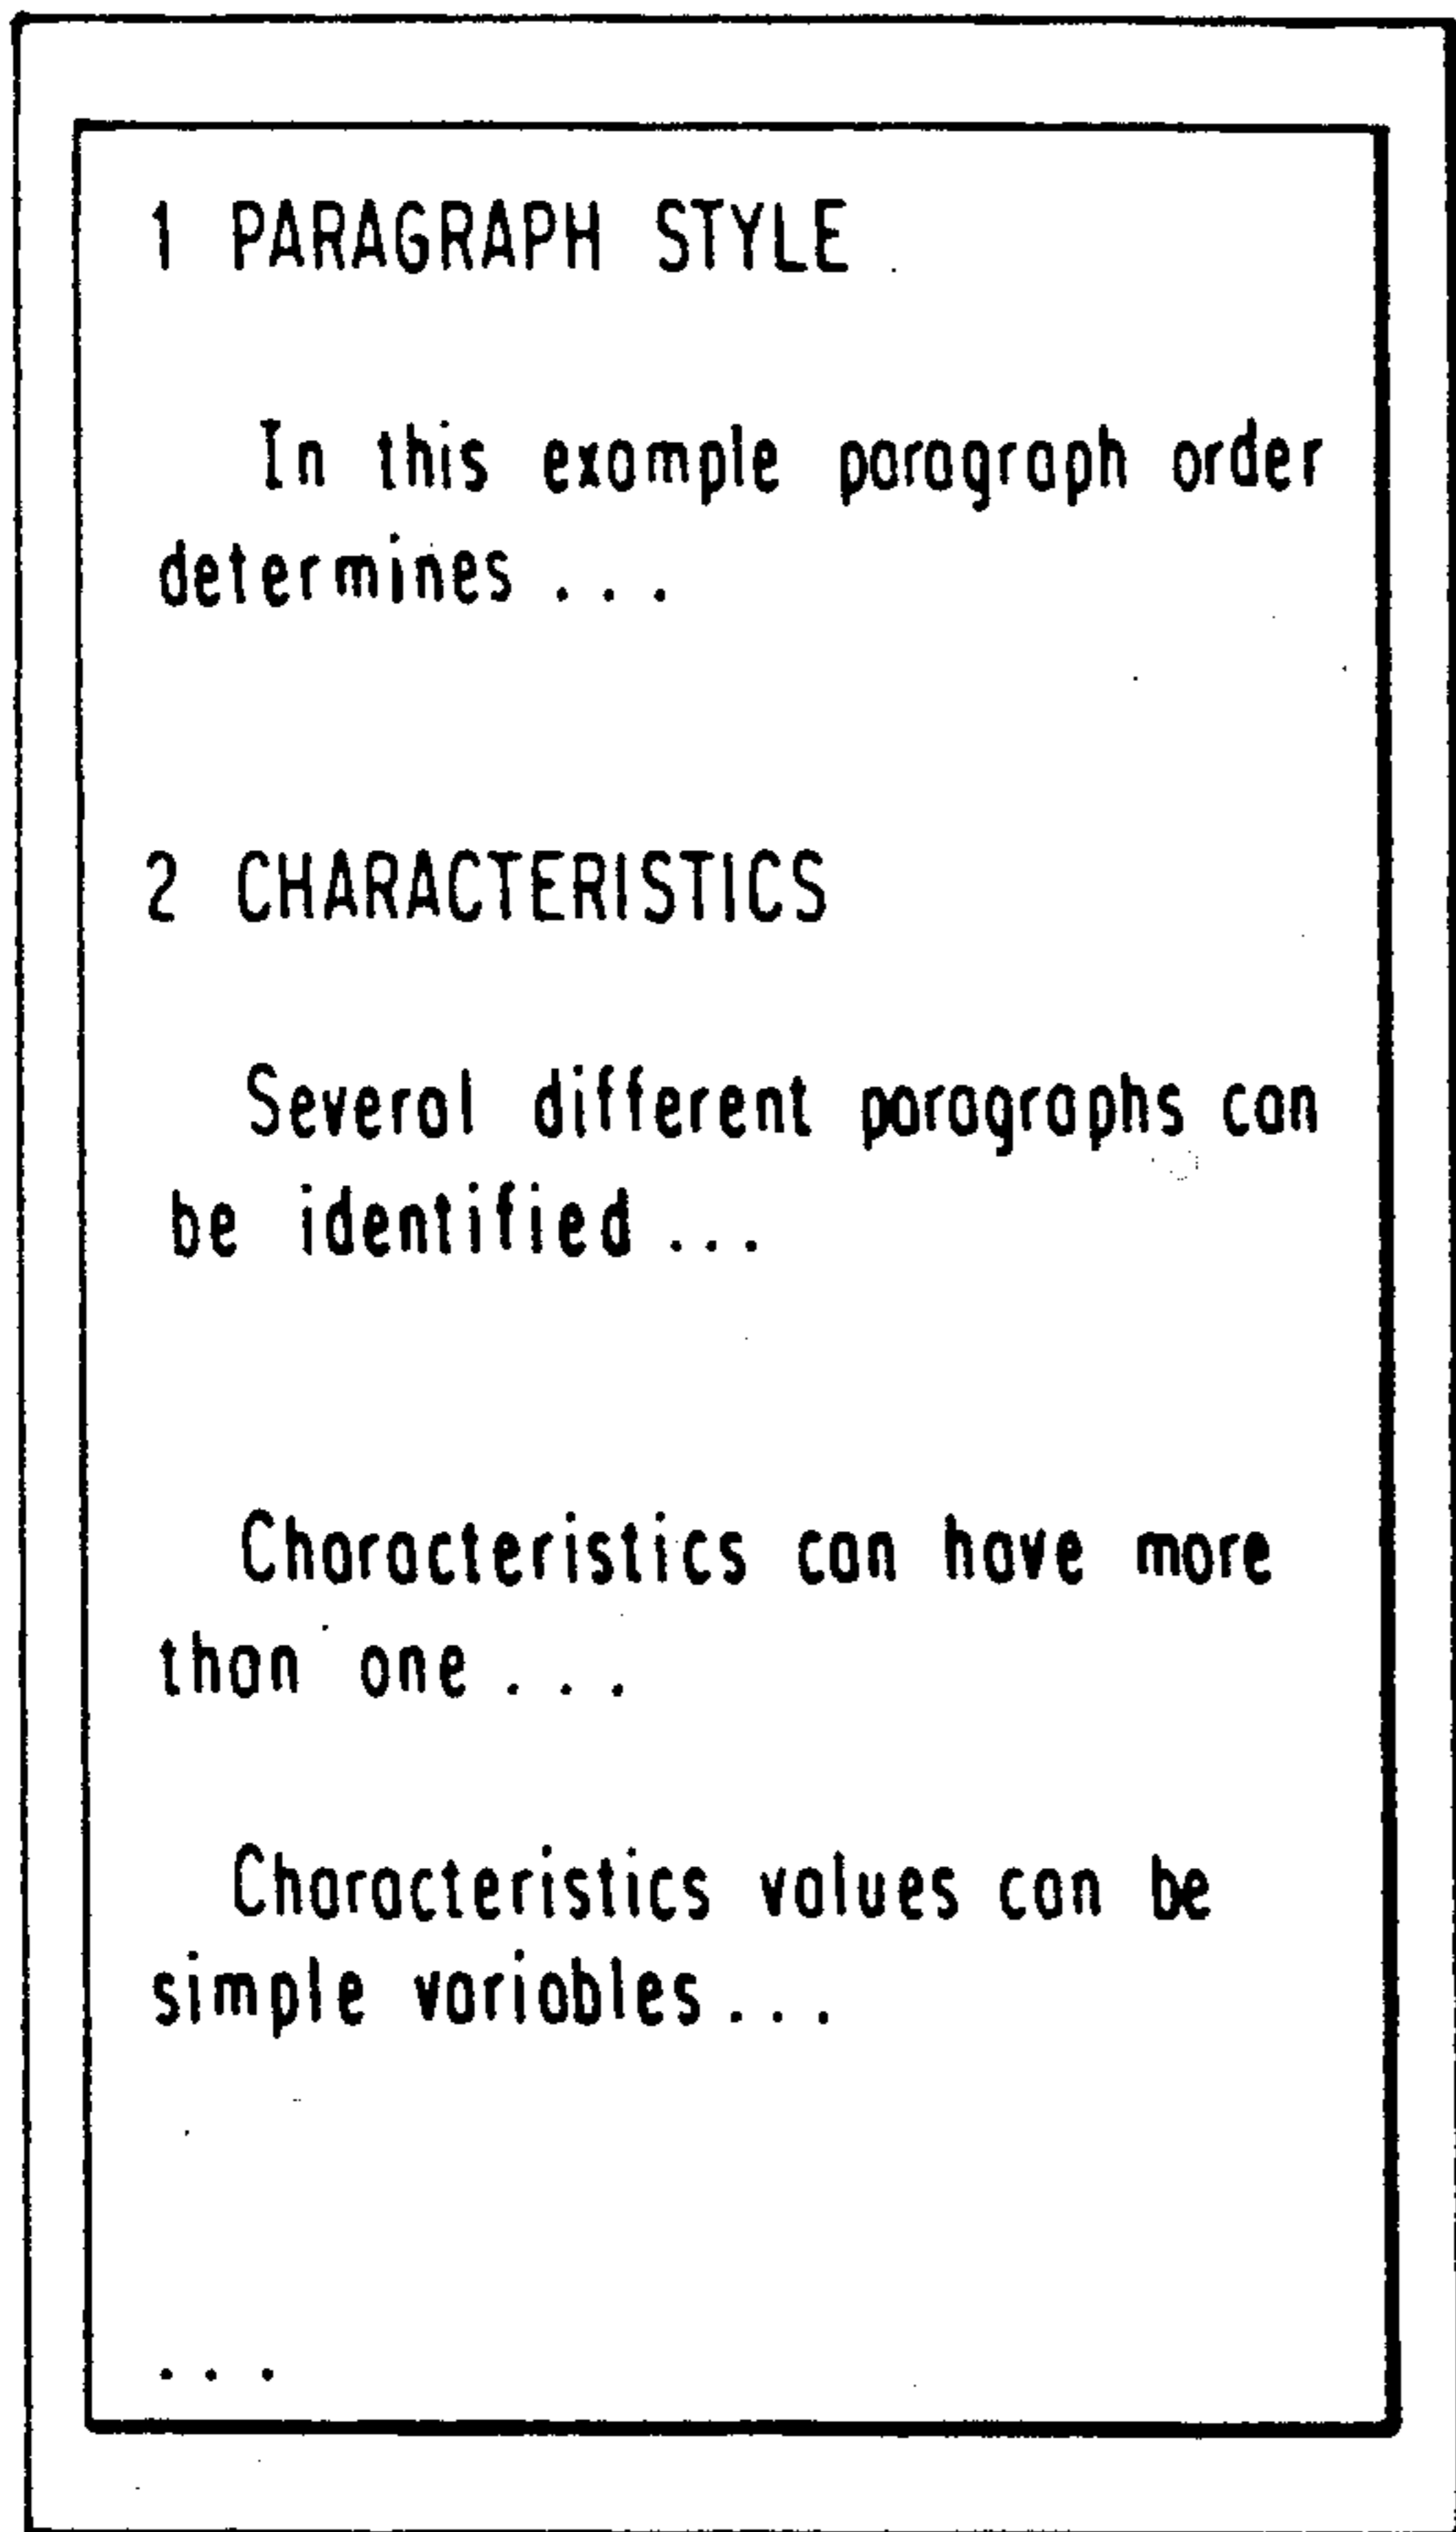 1 PARAGRAPH STYLE
In this example paragraph order
determines ...
2 CHARACTERISTICS
Several different paragraphs can
be identified ...
Characteristics can have more
than one ...
Characteristics values can be
simple variables ...
...